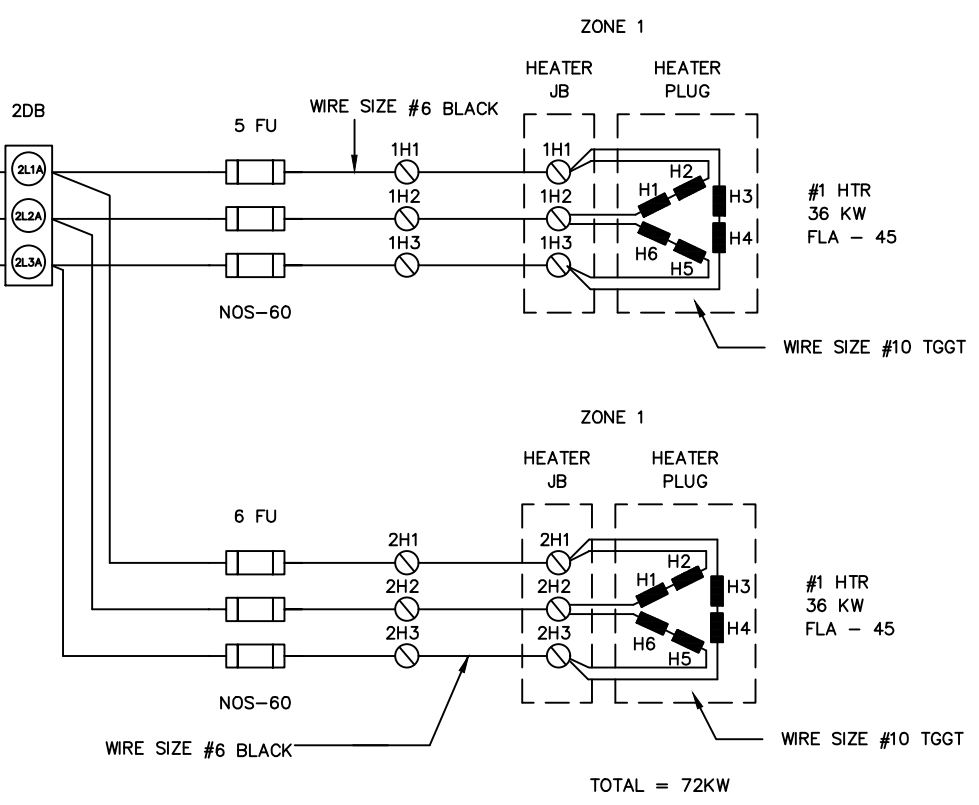 ZONE 1
HEATER JB
HEATER PLUG
2DB
WIRE SIZE #6 BLACK
5 FU
2L1A
2L2A
2L3A
1H1
1H2
1H3
1H1
1H2
1H3
H1
H2
H3
H4
H5
H6
#1 HTR
36 KW
FLA - 45
NOS-60
WIRE SIZE #10 TGGT
ZONE 1
HEATER JB
HEATER PLUG
6 FU
2H1
2H2
2H3
2H1
2H2
2H3
H1
H2
H3
H4
H5
H6
#1 HTR
36 KW
FLA - 45
NOS-60
WIRE SIZE #6 BLACK
WIRE SIZE #10 TGGT
TOTAL = 72KW